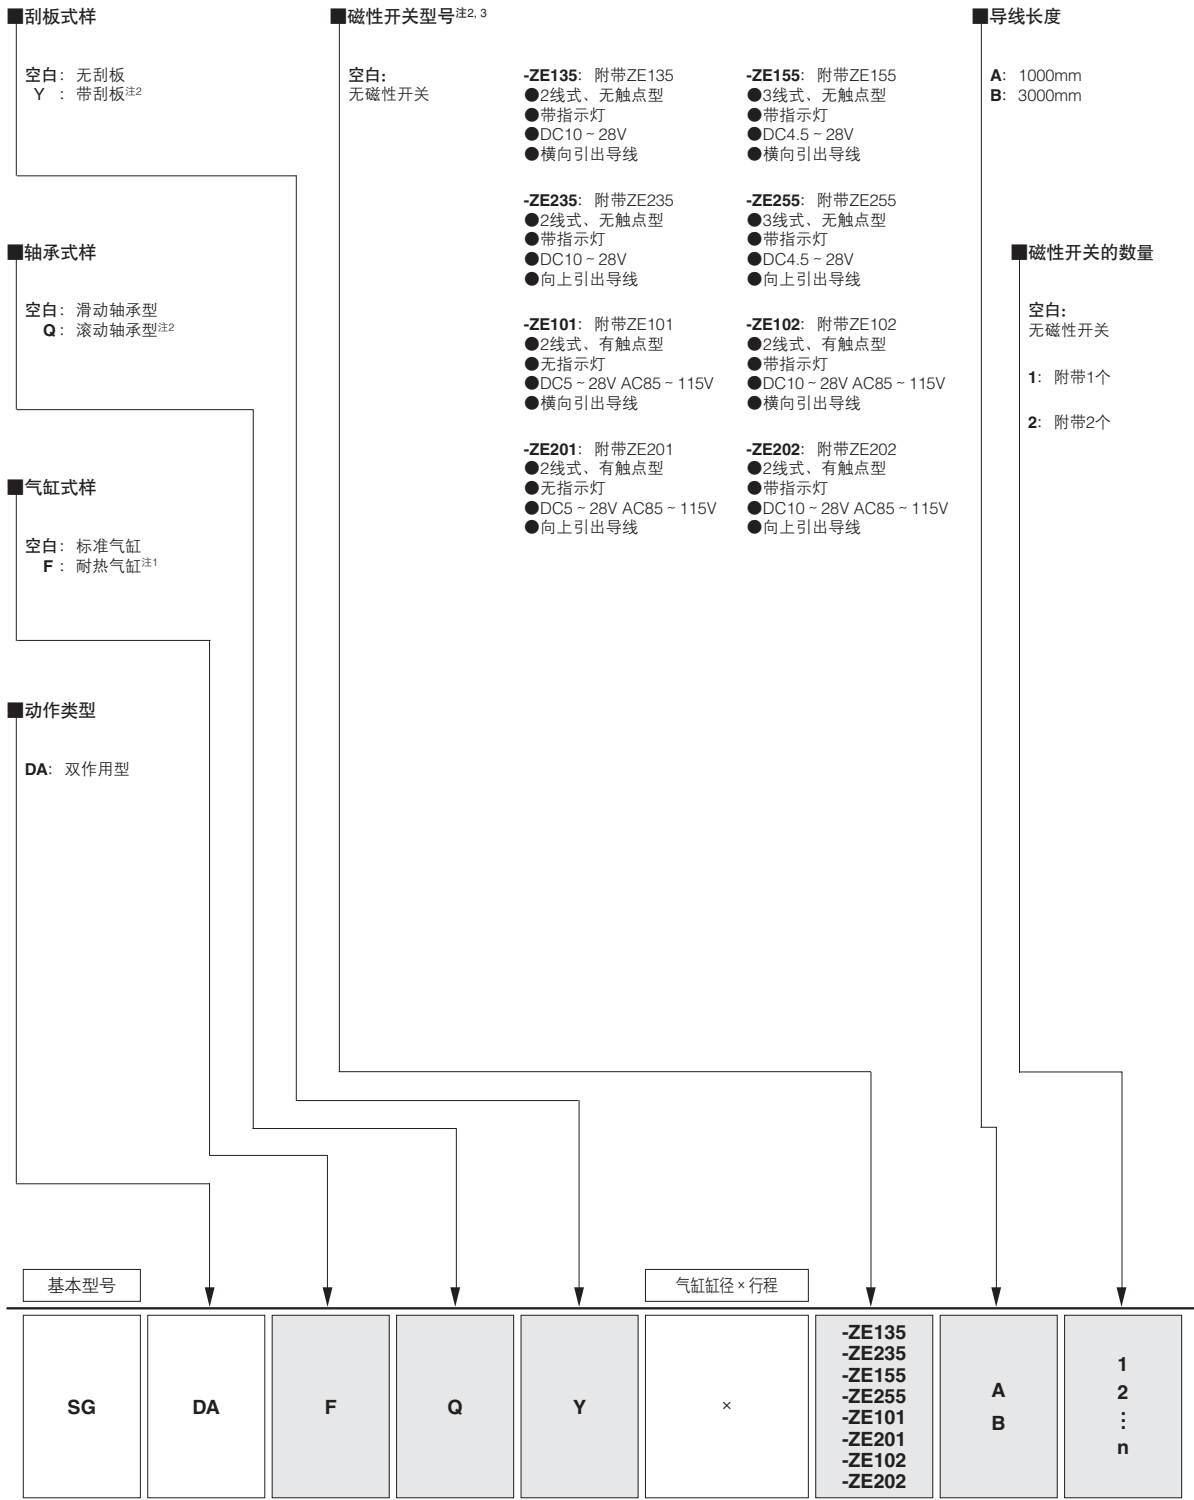 ■刮板式样
空白：无刮板
Y ：带刮板注2
■轴承式样
空白：滑动轴承型
Q：滚动轴承型注2
■气缸式样
空白：标准气缸
F：耐热气缸注1
■动作类型
DA：双作用型
■磁性开关型号注2, 3
空白：
无磁性开关
-ZE135：附带ZE135
●2线式、无触点型
●带指示灯
●DC10～28V
●横向引出导线
-ZE155：附带ZE155
●3线式、无触点型
●带指示灯
●DC4.5～28V
●横向引出导线
-ZE235：附带ZE235
●2线式、无触点型
●带指示灯
●DC10～28V
●向上引出导线
-ZE255：附带ZE255
●3线式、无触点型
●带指示灯
●DC4.5～28V
●向上引出导线
-ZE101：附带ZE101
●2线式、有触点型
●无指示灯
●DC5～28V AC85～115V
●横向引出导线
-ZE102：附带ZE102
●2线式、有触点型
●带指示灯
●DC10～28V AC85～115V
●横向引出导线
-ZE201：附带ZE201
●2线式、有触点型
●无指示灯
●DC5～28V AC85～115V
●向上引出导线
-ZE202：附带ZE202
●2线式、有触点型
●带指示灯
●DC10～28V AC85～115V
●向上引出导线
■导线长度
A：1000mm
B：3000mm
■磁性开关的数量
空白：
无磁性开关
1：附带1个
2：附带2个
基本型号
气缸缸径×行程
SG
DA
F
Q
Y
×
-ZE135
-ZE235
-ZE155
-ZE255
-ZE101
-ZE201
-ZE102
-ZE202
A
B
1
2
⋮
n